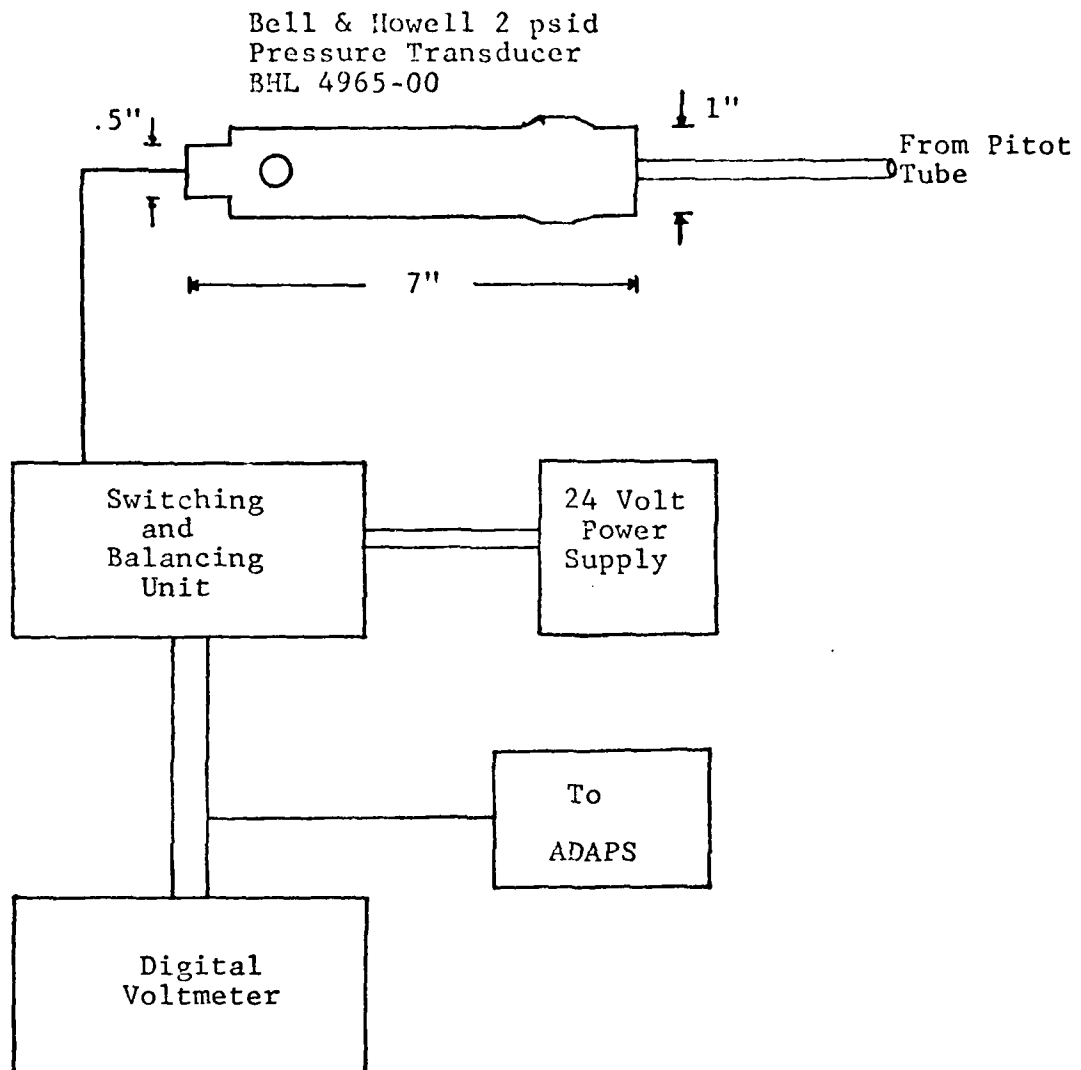 Bell & Howell 2 psid
Pressure Transducer
BHL 4965-00
.5"
1"
From Pitot
Tube
7"
Switching
and
Balancing
Unit
24 Volt
Power
Supply
To
ADAPS
Digital
Voltmeter